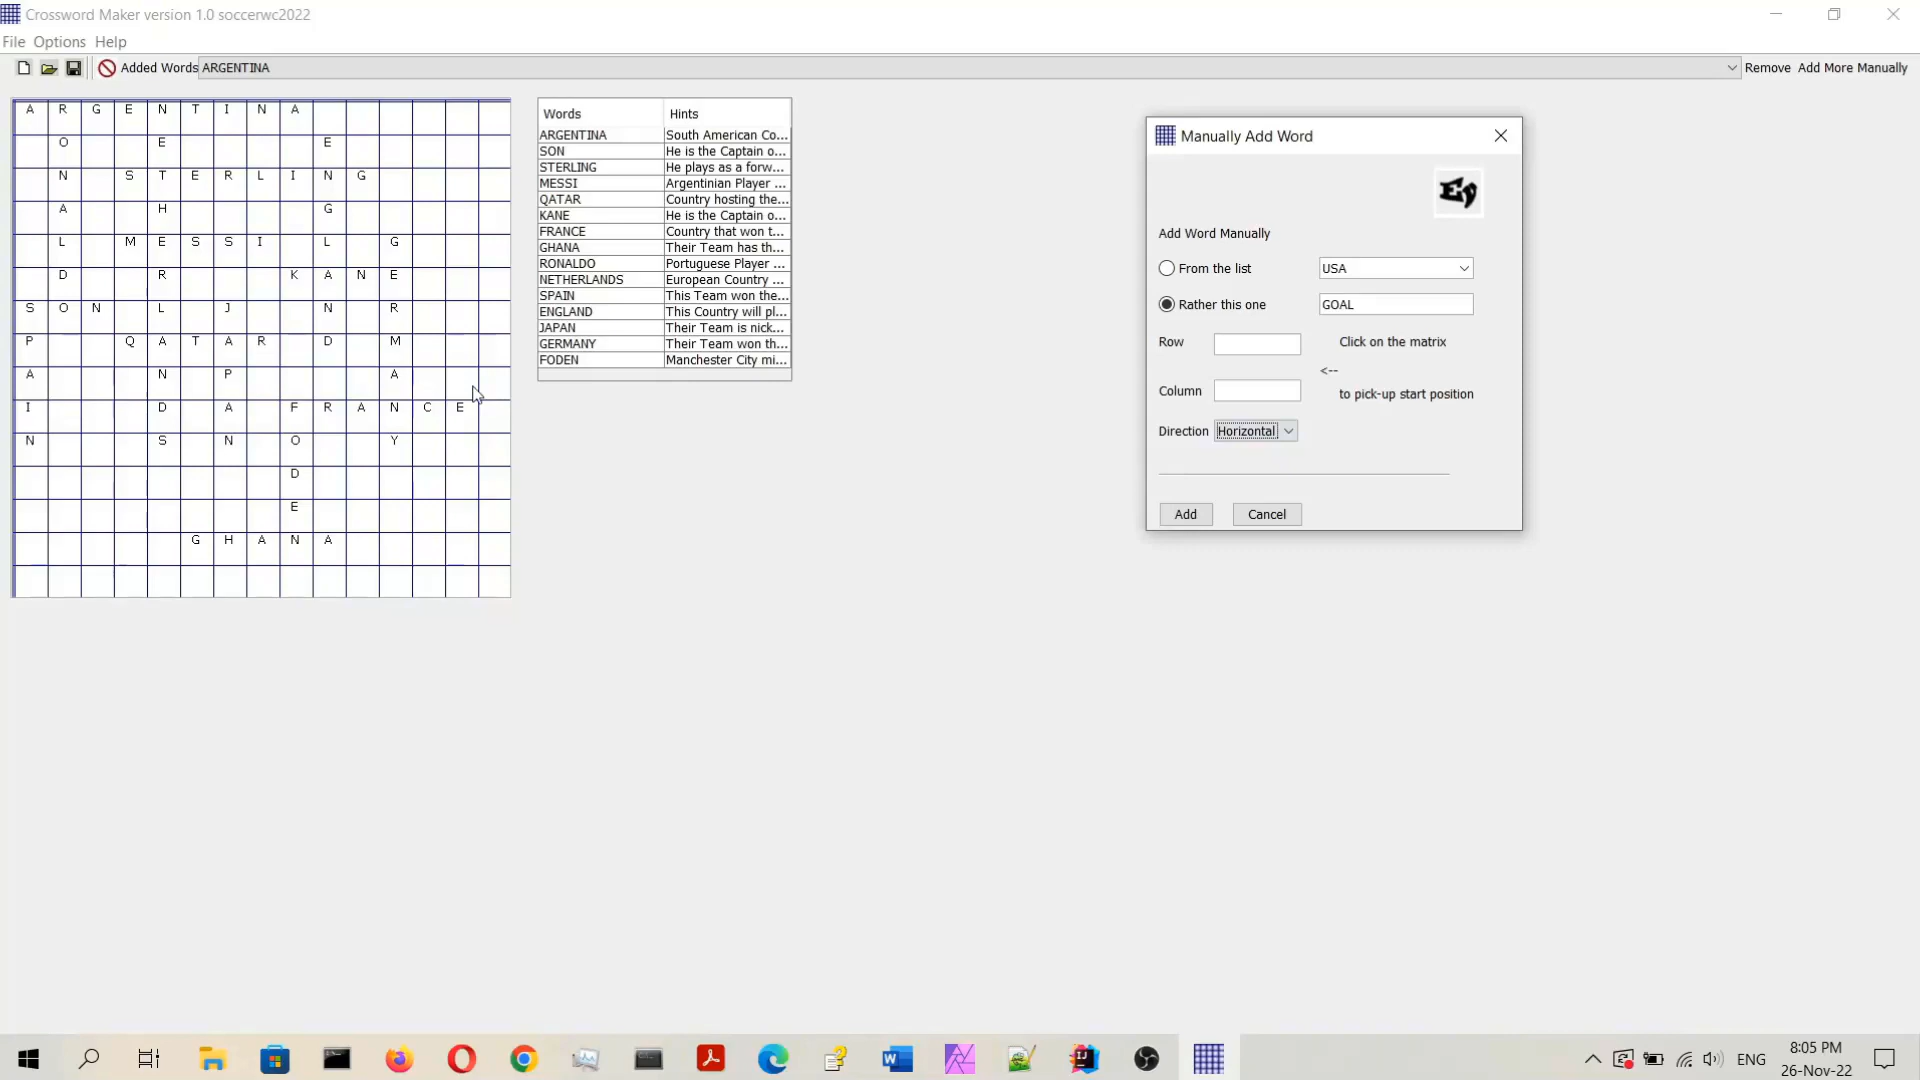 Crossword Maker version 1.0 soccerwc2022
File Options Help
Added Words ARGENTINA Remove Add More Manually
A R G E N T I N A
O E E
N S T E R L I N G
A H G
L M E S S I L G
D R K A N E
S O N L J N R
P Q A T A R D M
A N P A
I D A F R A N C E
N S N O Y
D
E
G H A N A
Words Hints
ARGENTINA South American Co...
SON He is the Captain o...
STERLING He plays as a forw...
MESSI Argentinian Player ...
QATAR Country hosting the...
KANE He is the Captain o...
FRANCE Country that won t...
GHANA Their Team has th...
RONALDO Portuguese Player ...
NETHERLANDS European Country ...
SPAIN This Team won the...
ENGLAND This Country will pl...
JAPAN Their Team is nick...
GERMANY Their Team won th...
FODEN Manchester City mi...
Manually Add Word
Ey
Add Word Manually
From the list USA
Rather this one GOAL
Row Click on the matrix
<--
Column to pick-up start position
Direction Horizontal
Add Cancel
ENG 8:05 PM
26-Nov-22